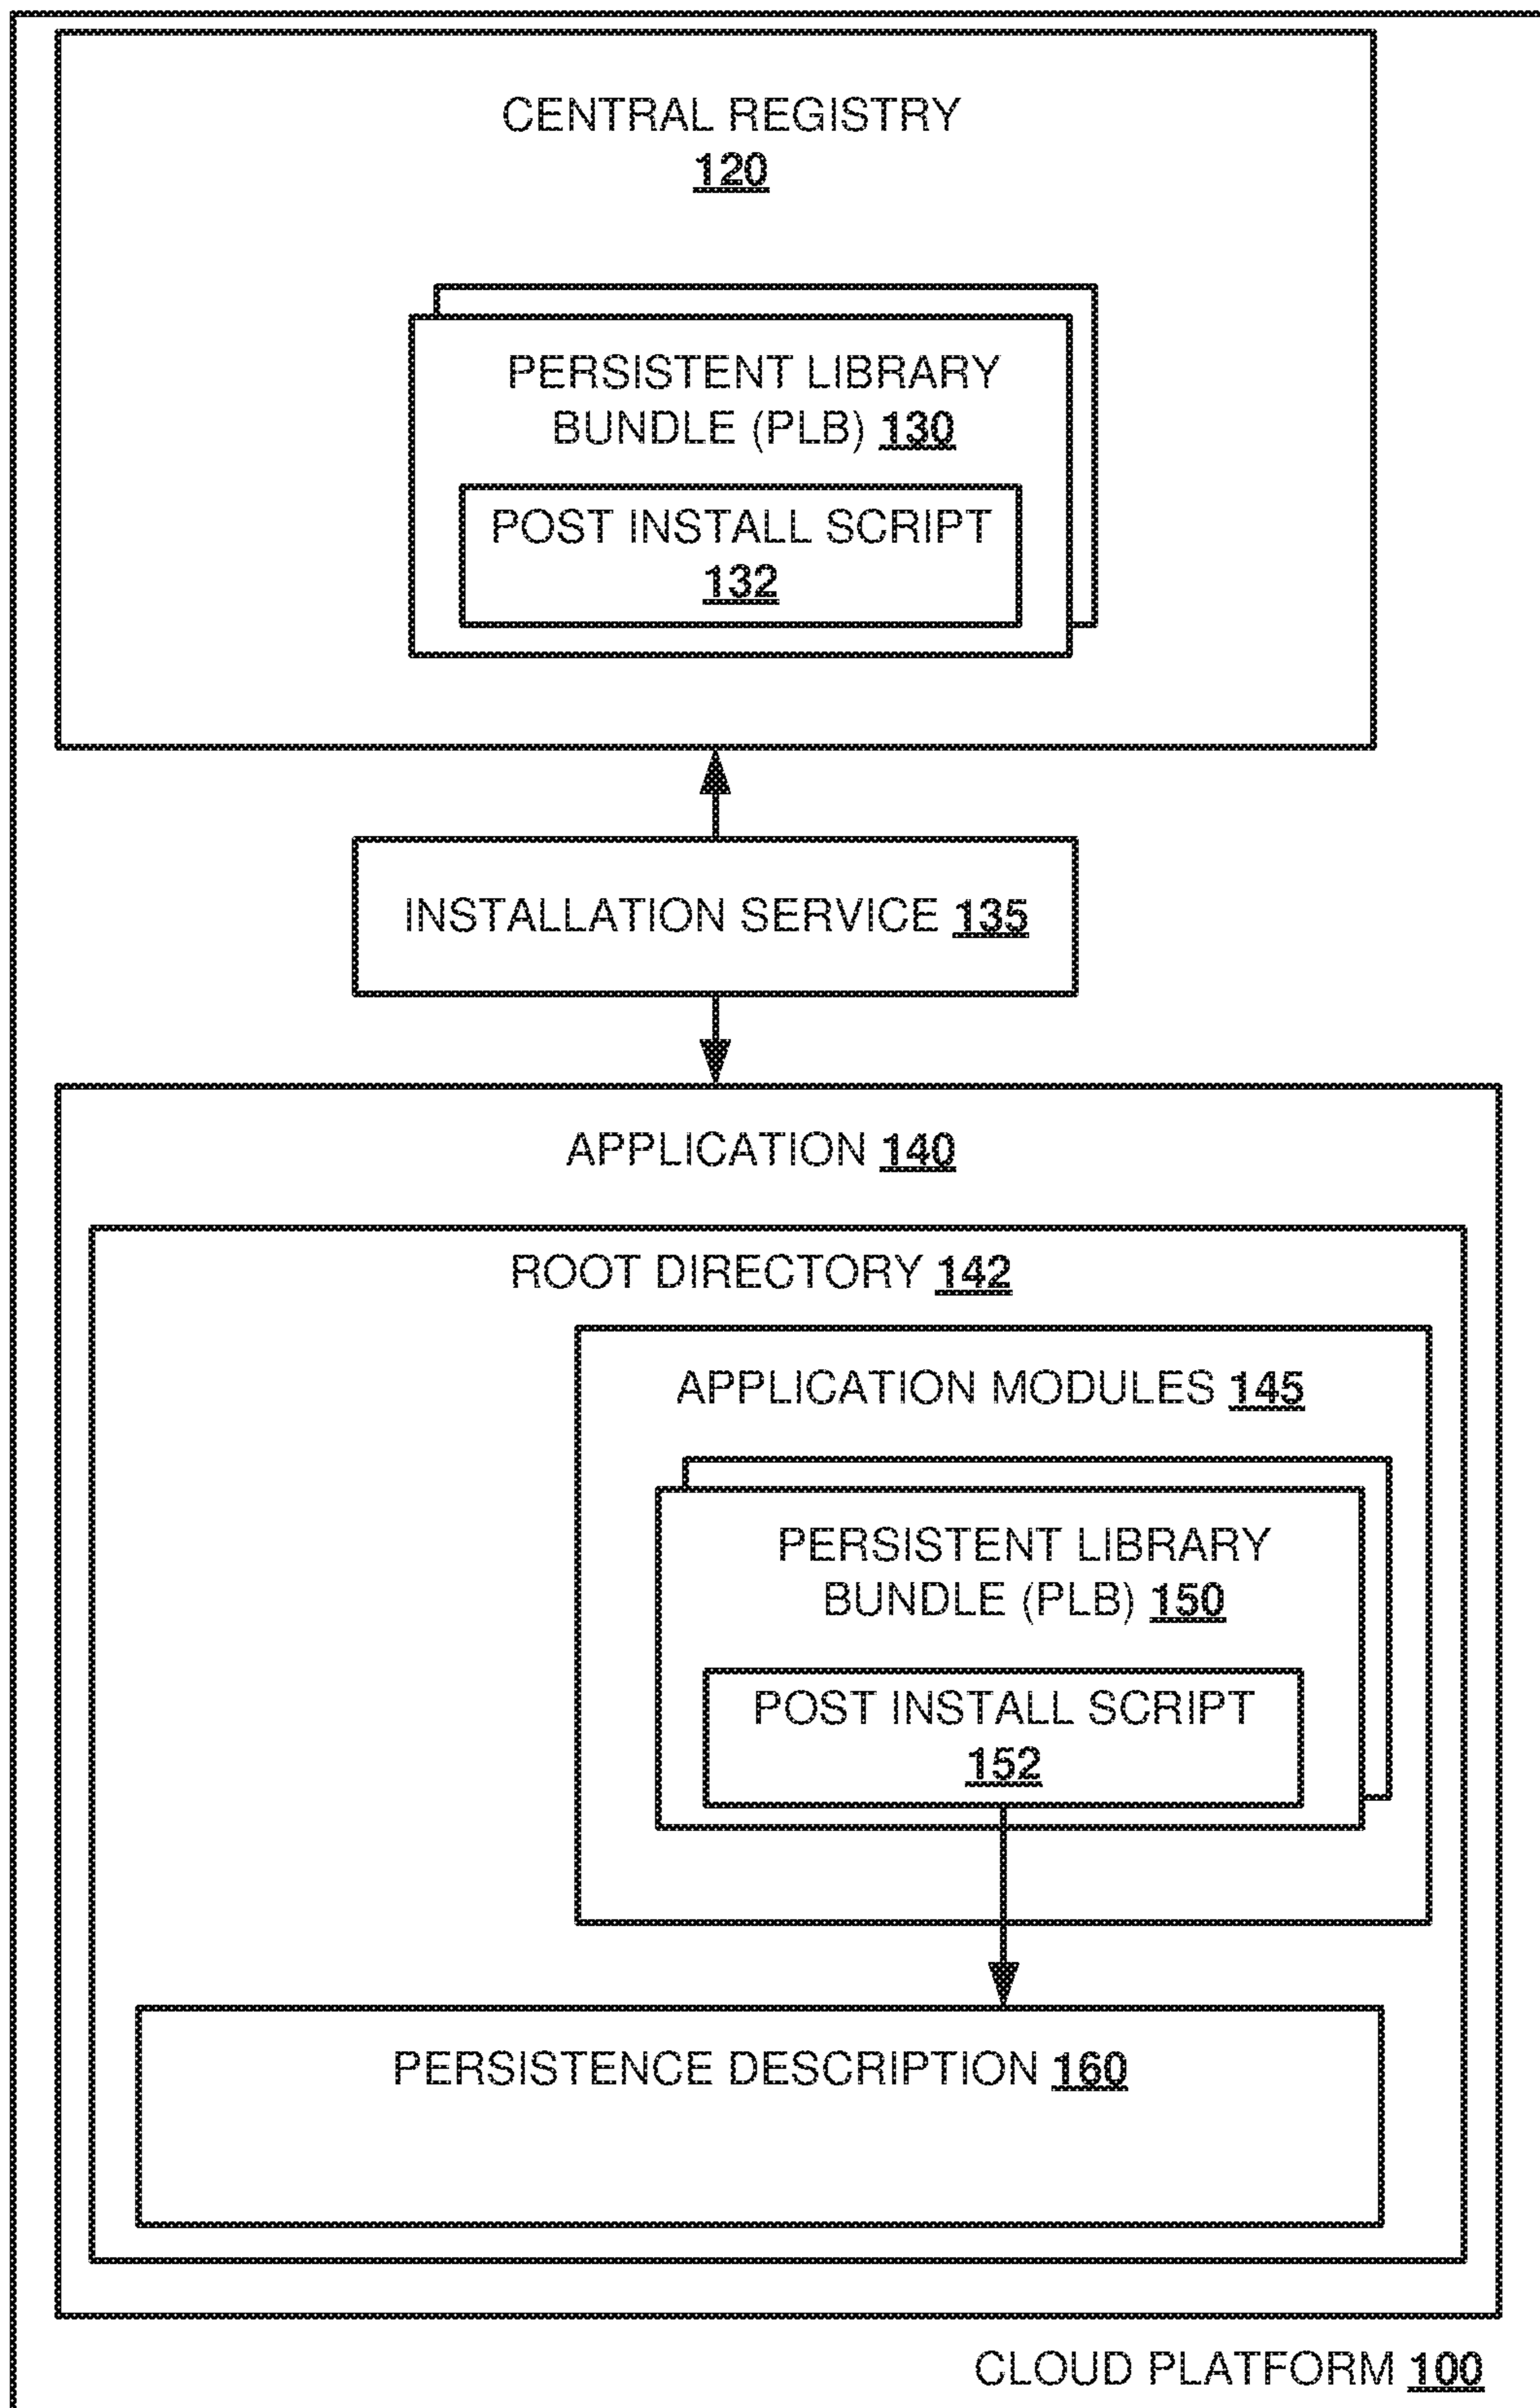 CENTRAL REGISTRY
120
PERSISTENT LIBRARY
BUNDLE (PLB) 130
POST INSTALL SCRIPT
132
INSTALLATION SERVICE 135
APPLICATION 140
ROOT DIRECTORY 142
APPLICATION MODULES 145
PERSISTENT LIBRARY
BUNDLE (PLB) 150
POST INSTALL SCRIPT
152
PERSISTENCE DESCRIPTION 160
CLOUD PLATFORM 100